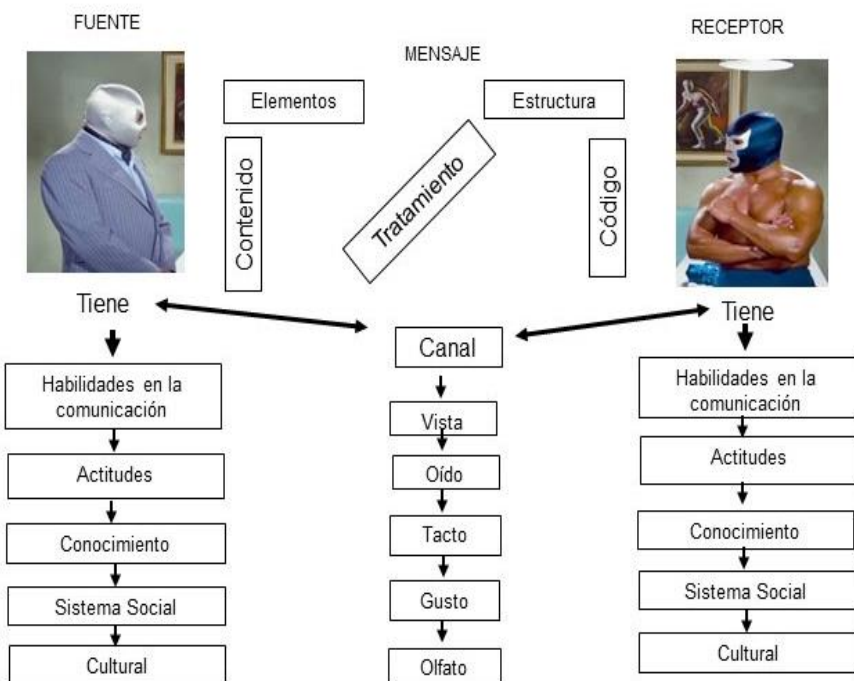 FUENTE
MENSAJE
RECEPTOR
Elementos
Estructura
Contenido
Tratamiento
Código
Tiene
Habilidades en la
comunicación
Actitudes
Conocimiento
Sistema Social
Cultural
Canal
Vista
Oído
Tacto
Gusto
Olfato
Tiene
Habilidades en la
comunicación
Actitudes
Conocimiento
Sistema Social
Cultural